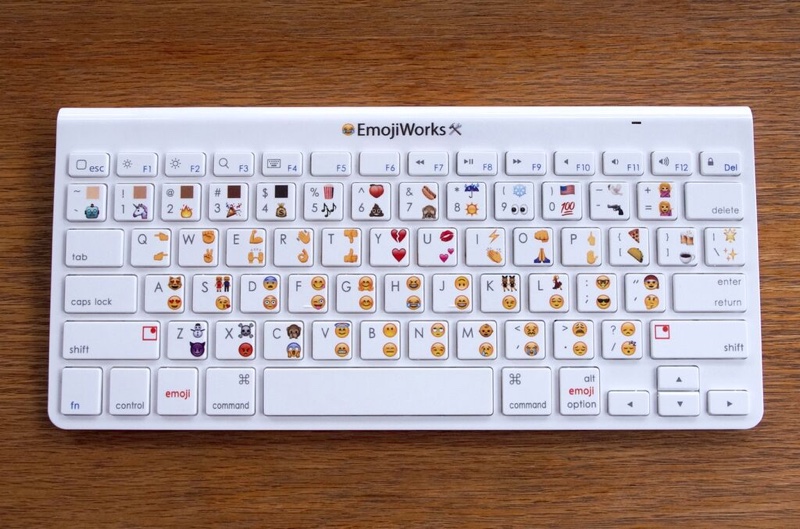 EmojiWorks
esc F1 F2 F3 F4 F5 F6 F7 F8 F9 F10 F11 F12 Del
~ ! @ # $ % ^ & * ( ) - + 
- 1 2 3 4 5 6 7 8 9 0 - = delete
tab Q W E R T Y U I O P { } |
[ ] \
caps lock A S D F G H J K L : " enter
; ' return
shift Z X C V B N M < > ? shift
, . /
fn control emoji command command alt
emoji
option